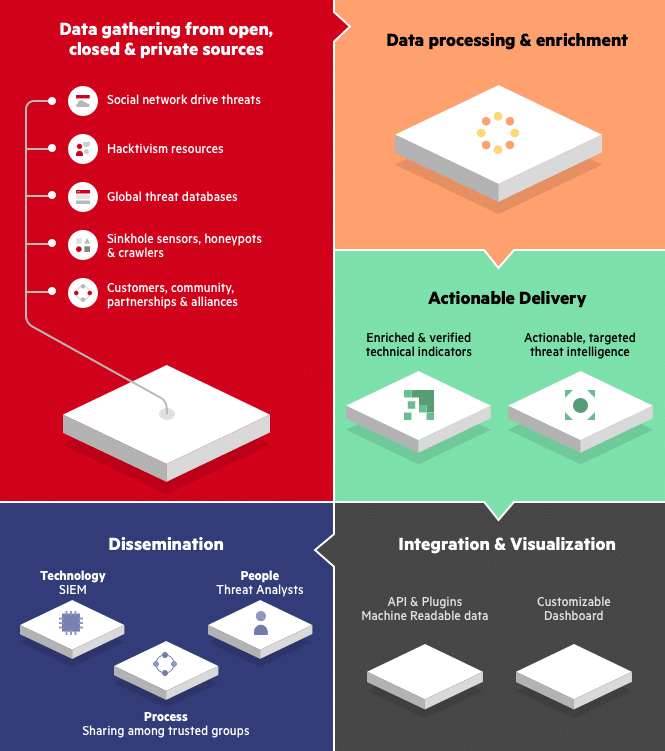 Data gathering from open,
closed & private sources
Social network drive threats
Hacktivism resources
Global threat databases
Sinkhole sensors, honeypots
& crawlers
Customers, community,
partnerships & alliances
Data processing & enrichment
Actionable Delivery
Enriched & verified
technical indicators
Actionable, targeted
threat intelligence
Integration & Visualization
API & Plugins
Machine Readable data
Customizable
Dashboard
Dissemination
Technology
SIEM
People
Threat Analysts
Process
Sharing among trusted groups